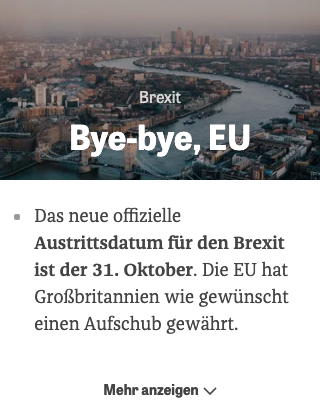 Brexit
Bye-bye, EU
Das neue offizielle
Austrittsdatum für den Brexit
ist der 31. Oktober. Die EU hat
Großbritannien wie gewünscht
einen Aufschub gewährt.
Mehr anzeigen